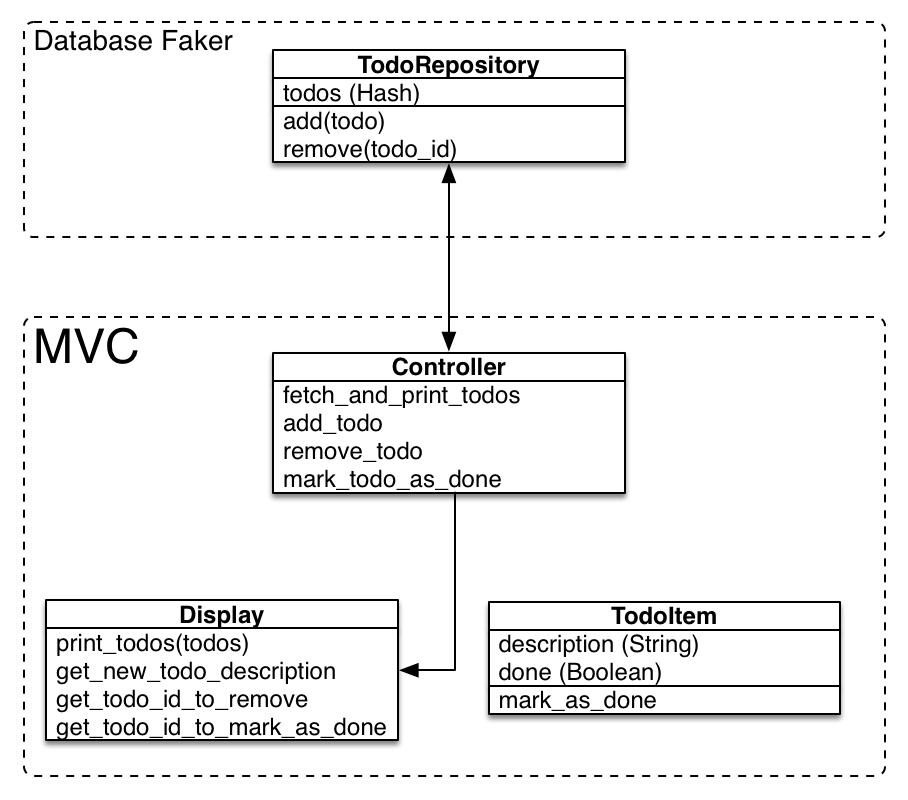 Database Faker
TodoRepository
todos (Hash)
add(todo)
remove(todo_id)
MVC
Controller
fetch_and_print_todos
add_todo
remove_todo
mark_todo_as_done
Display
print_todos(todos)
get_new_todo_description
get_todo_id_to_remove
get_todo_id_to_mark_as_done
TodoItem
description (String)
done (Boolean)
mark_as_done